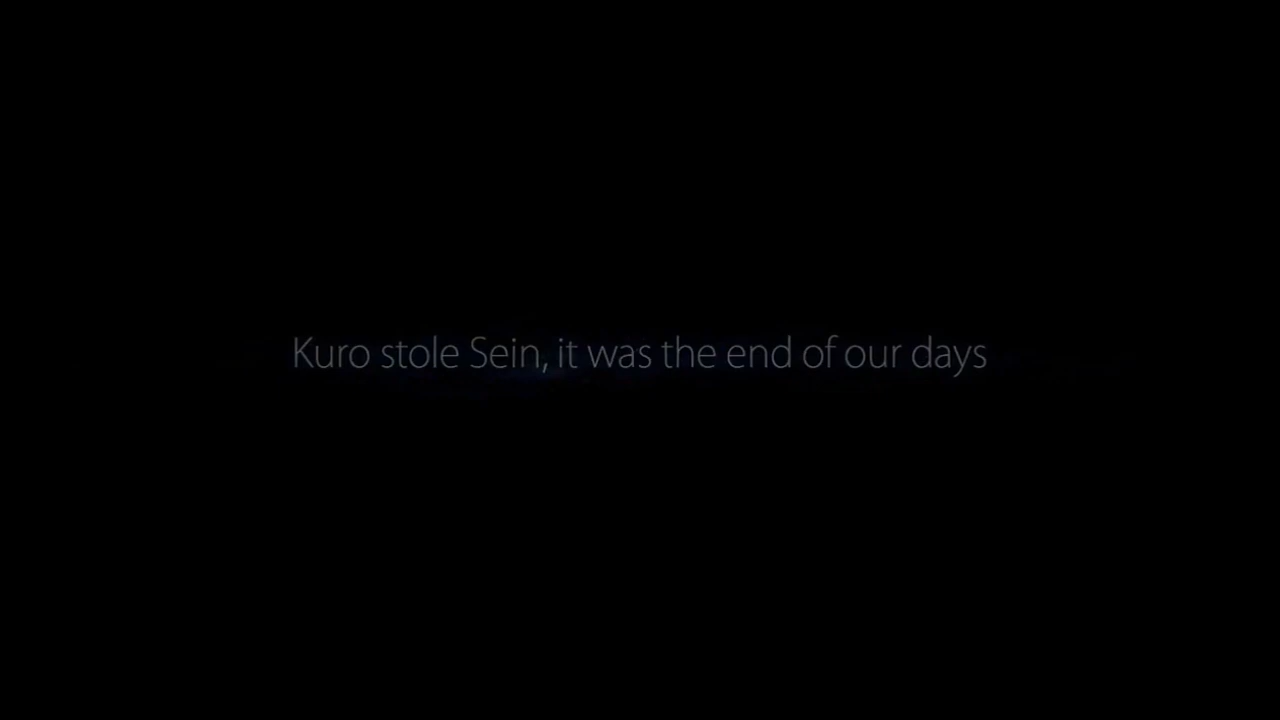 Kuro stole Sein, it was the end of our days